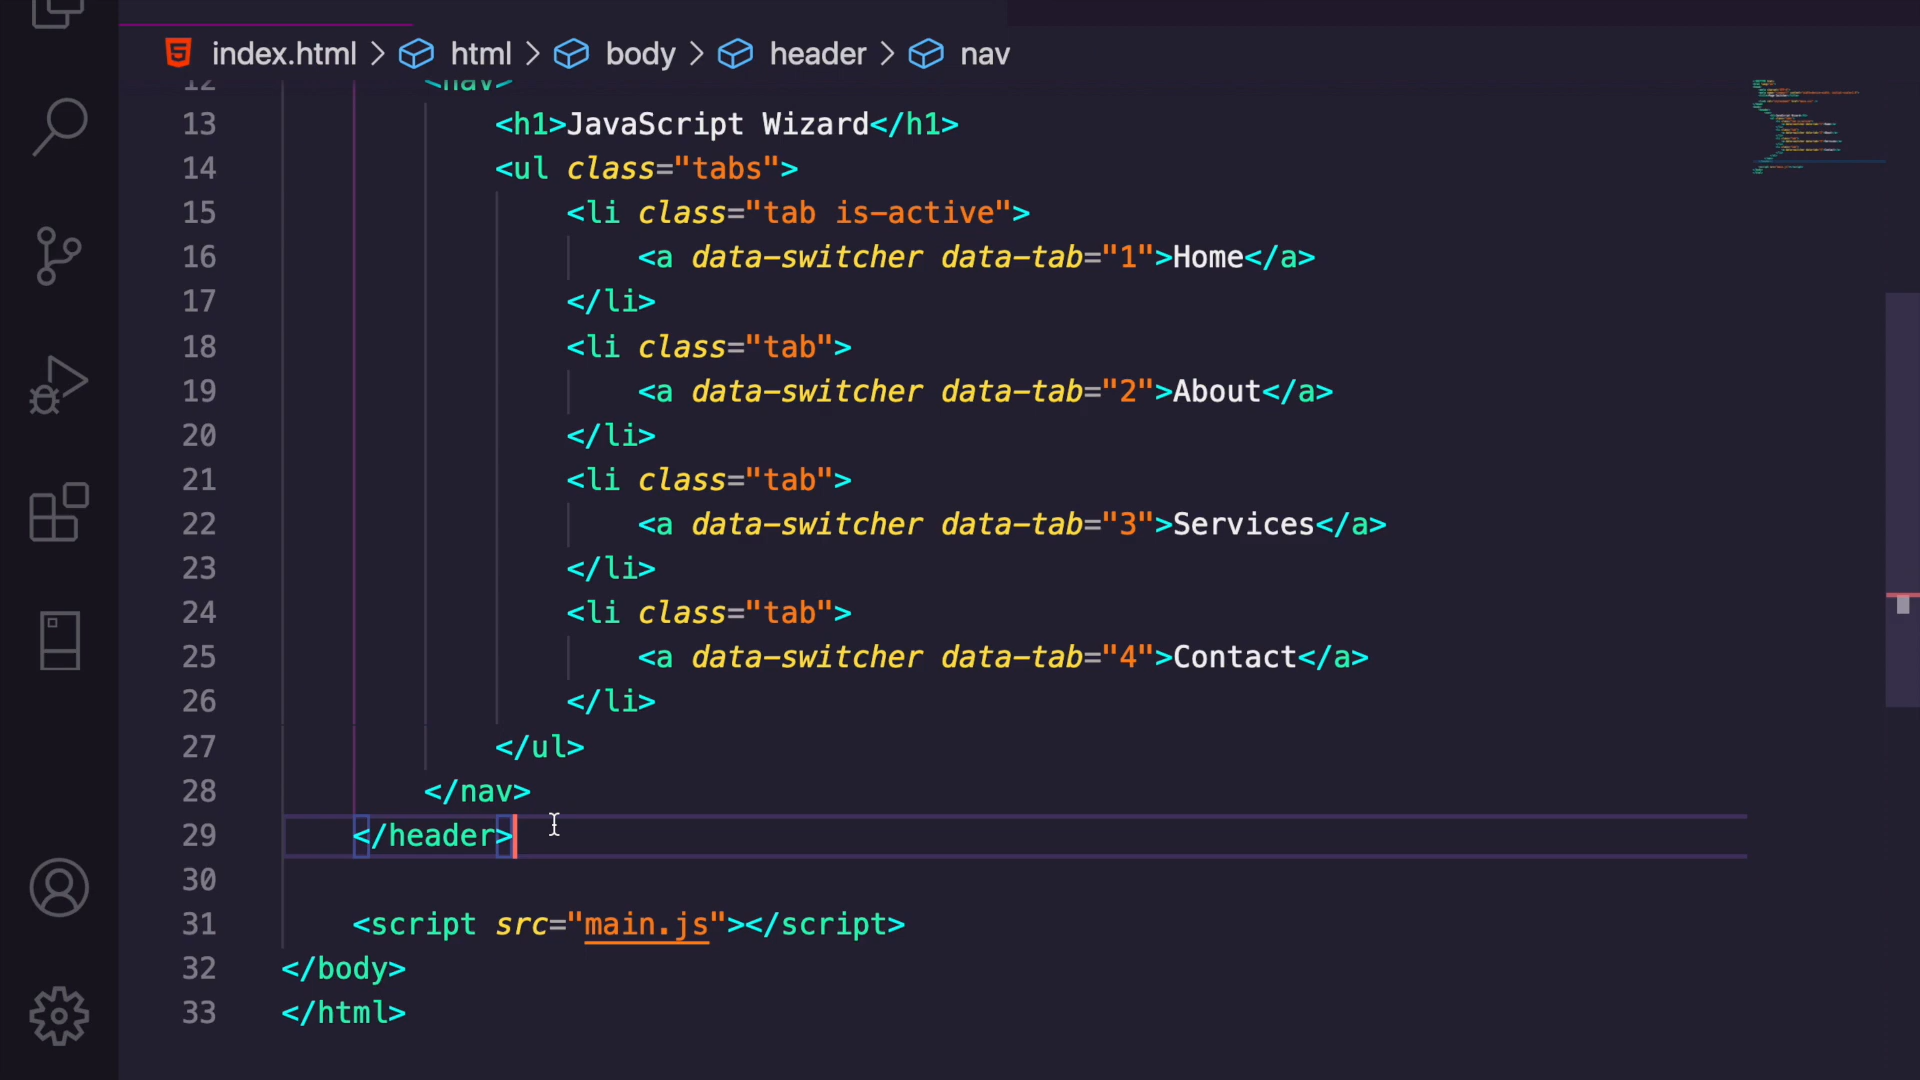 index.html > html > body > header > nav
12 <nav>
13 <h1>JavaScript Wizard</h1>
14 <ul class="tabs">
15 <li class="tab is-active">
16 <a data-switcher data-tab="1">Home</a>
17 </li>
18 <li class="tab">
19 <a data-switcher data-tab="2">About</a>
20 </li>
21 <li class="tab">
22 <a data-switcher data-tab="3">Services</a>
23 </li>
24 <li class="tab">
25 <a data-switcher data-tab="4">Contact</a>
26 </li>
27 </ul>
28 </nav>
29 </header>
30
31 <script src="main.js"></script>
32 </body>
33 </html>